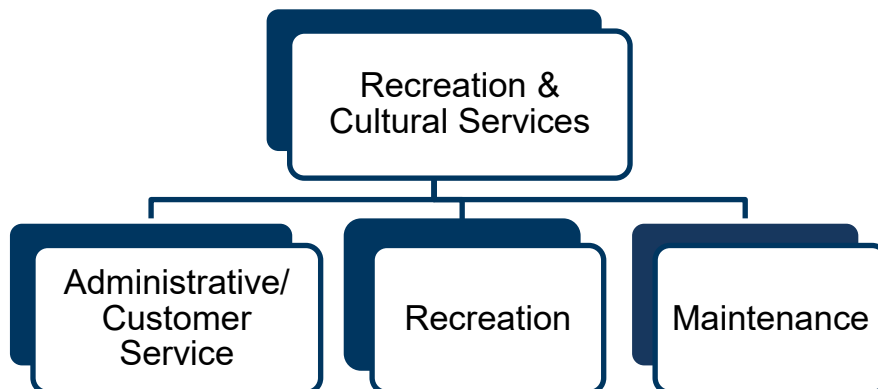 Recreation &
Cultural Services
Administrative/
Customer
Service
Recreation
Maintenance